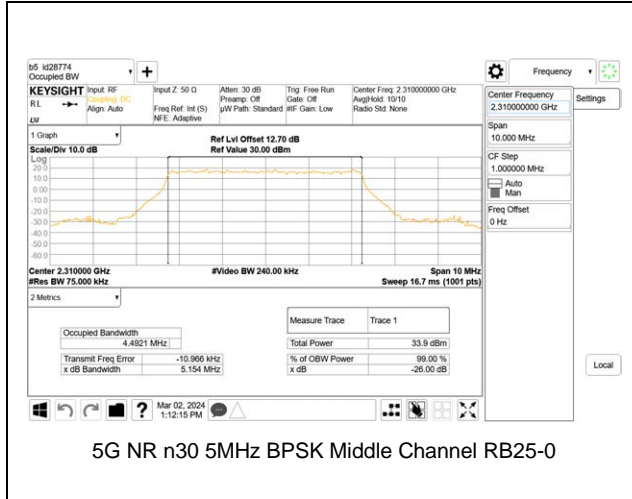 b5 id28774
Occupied BW
Frequency
KEYSIGHT
RL
Input: RF
Coupling: DC
Align: Auto
Input Z: 50 Ω
Freq Ref: Int (S)
NFE: Adaptive
Atten: 30 dB
Preamp: Off
µW Path: Standard
Trig: Free Run
Gate: Off
#IF Gain: Low
Center Freq: 2.310000000 GHz
Avg|Hold: 10/10
Radio Std: None
Center Frequency
2.310000000 GHz
Settings
Span
10.000 MHz
CF Step
1.000000 MHz
Auto
Man
Freq Offset
0 Hz
Local
1 Graph
Scale/Div 10.0 dB
Ref Lvl Offset 12.70 dB
Ref Value 30.00 dBm
Log
20.0
10.0
0.00
-10.0
-20.0
-30.0
-40.0
-50.0
-60.0
Center 2.310000 GHz
#Res BW 75.000 kHz
#Video BW 240.00 kHz
Span 10 MHz
Sweep 16.7 ms (1001 pts)
2 Metrics
Measure Trace Trace 1
Occupied Bandwidth
4.4921 MHz
Total Power 33.9 dBm
Transmit Freq Error -10.966 kHz
% of OBW Power 99.00 %
x dB Bandwidth 5.154 MHz
x dB -26.00 dB
Mar 02, 2024
1:12:15 PM
5G NR n30 5MHz BPSK Middle Channel RB25-0